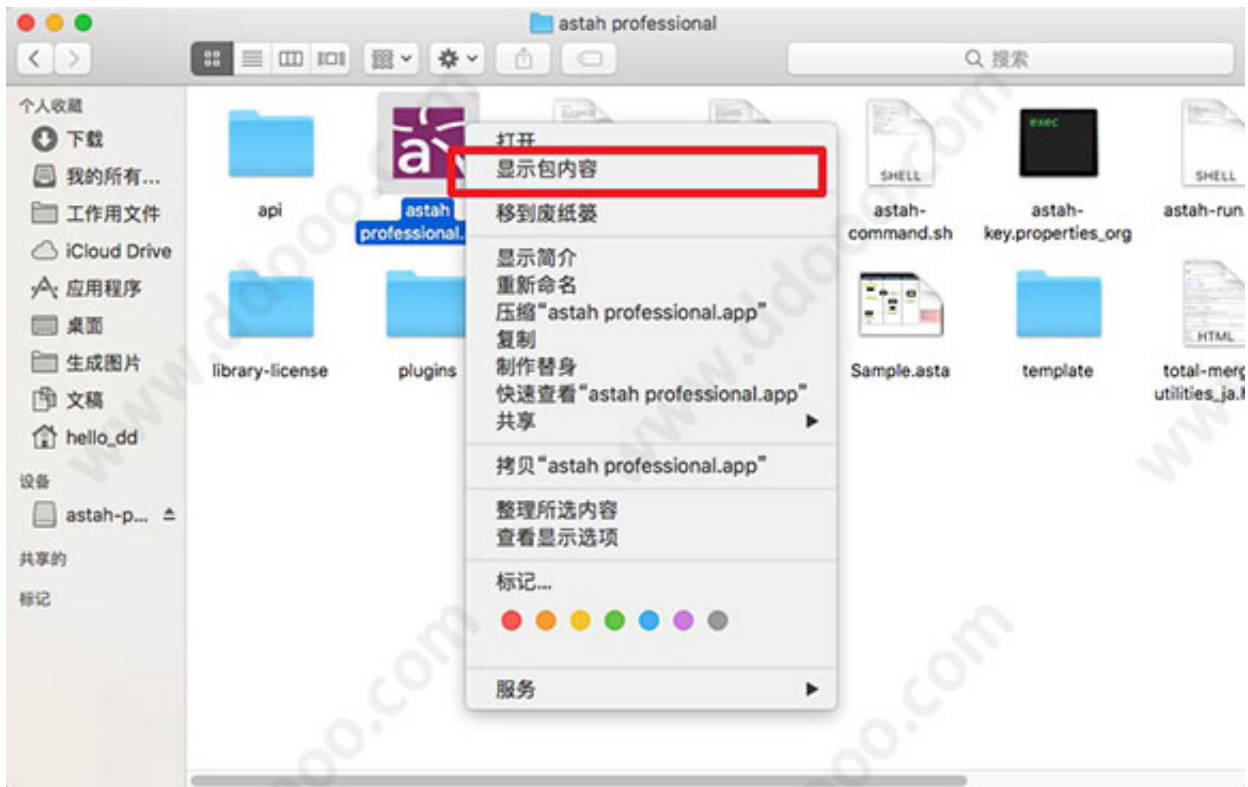 astah professional
搜索
个人收藏
下载
我的所有...
工作用文件
iCloud Drive
应用程序
桌面
生成图片
文稿
hello_dd
设备
astah-p...
共享的
标记
api
astah
professional.
SHELL
astah-
command.sh
exec
astah-
key.properties_org
SHELL
astah-run.
library-license
plugins
Sample.asta
template
HTML
total-merg
utilities_ja.h
打开
显示包内容
移到废纸篓
显示简介
重新命名
压缩“astah professional.app”
复制
制作替身
快速查看“astah professional.app”
共享
拷贝“astah professional.app”
整理所选内容
查看显示选项
标记...
服务
www.ddooo.com
www.ddooo.com